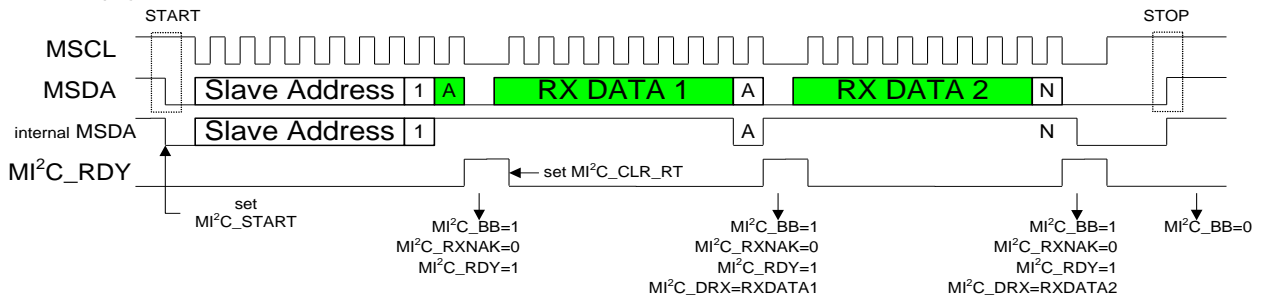 START
STOP
MSCL
MSDA
Slave Address 1 A RX DATA 1 A RX DATA 2 N
internal MSDA
Slave Address 1 A N
MI²C_RDY
set MI²C_CLR_RT
set
MI²C_START
MI²C_BB=1
MI²C_RXNAK=0
MI²C_RDY=1
MI²C_BB=1
MI²C_RXNAK=0
MI²C_RDY=1
MI²C_DRX=RXDATA1
MI²C_BB=1
MI²C_RXNAK=0
MI²C_RDY=1
MI²C_DRX=RXDATA2
MI²C_BB=0